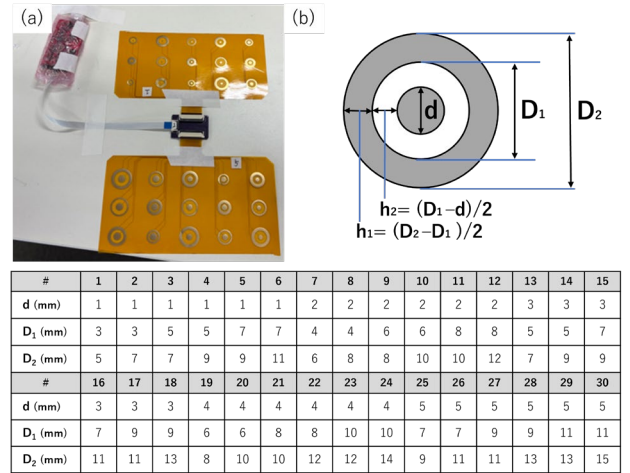 (a)
(b)
d
D₁
D₂
h₂= (D₁–d)/2
h₁= (D₂–D₁ )/2
# 1 2 3 4 5 6 7 8 9 10 11 12 13 14 15
d (mm) 1 1 1 1 1 1 2 2 2 2 2 2 3 3 3
D₁ (mm) 3 3 5 5 7 7 4 4 6 6 8 8 5 5 7
D₂ (mm) 5 7 7 9 9 11 6 8 8 10 10 12 7 9 9
# 16 17 18 19 20 21 22 23 24 25 26 27 28 29 30
d (mm) 3 3 3 4 4 4 4 4 4 5 5 5 5 5 5
D₁ (mm) 7 9 9 6 6 8 8 10 10 7 7 9 9 11 11
D₂ (mm) 11 11 13 8 10 10 12 12 14 9 11 11 13 13 15